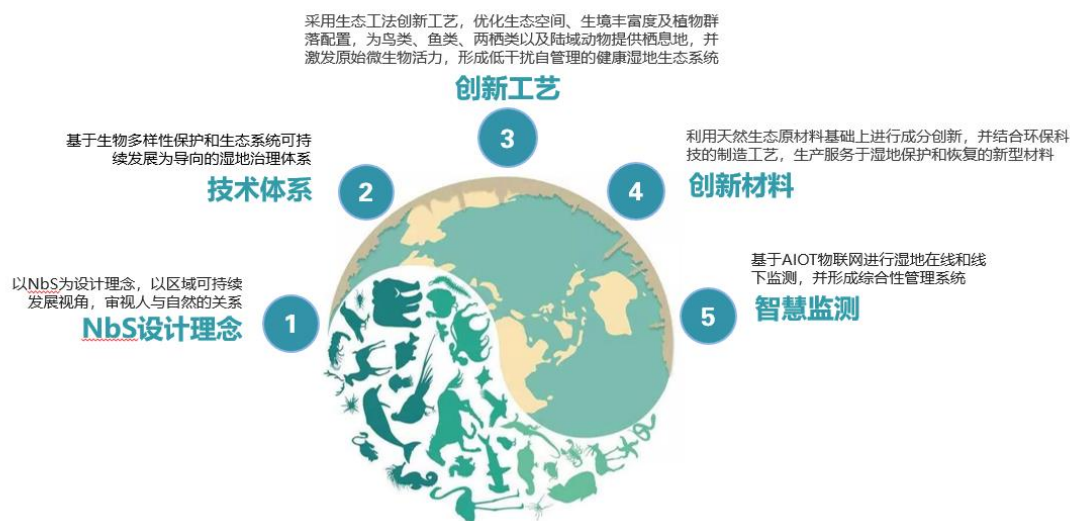 采用生态工法创新工艺，优化生态空间、生境丰富度及植物群
落配置，为鸟类、鱼类、两栖类以及陆域动物提供栖息地，并
激发原始微生物活力，形成低干扰自管理的健康湿地生态系统
创新工艺
3
基于生物多样性保护和生态系统可持
续发展为导向的湿地治理体系
技术体系
2
利用天然生态原材料基础上进行成分创新，并结合环保科
技的制造工艺，生产服务于湿地保护和恢复的新型材料
创新材料
4
以NbS为设计理念，以区域可持续
发展视角，审视人与自然的关系
NbS设计理念
1
基于AIOT物联网进行湿地在线和线
下监测，并形成综合性管理系统
智慧监测
5